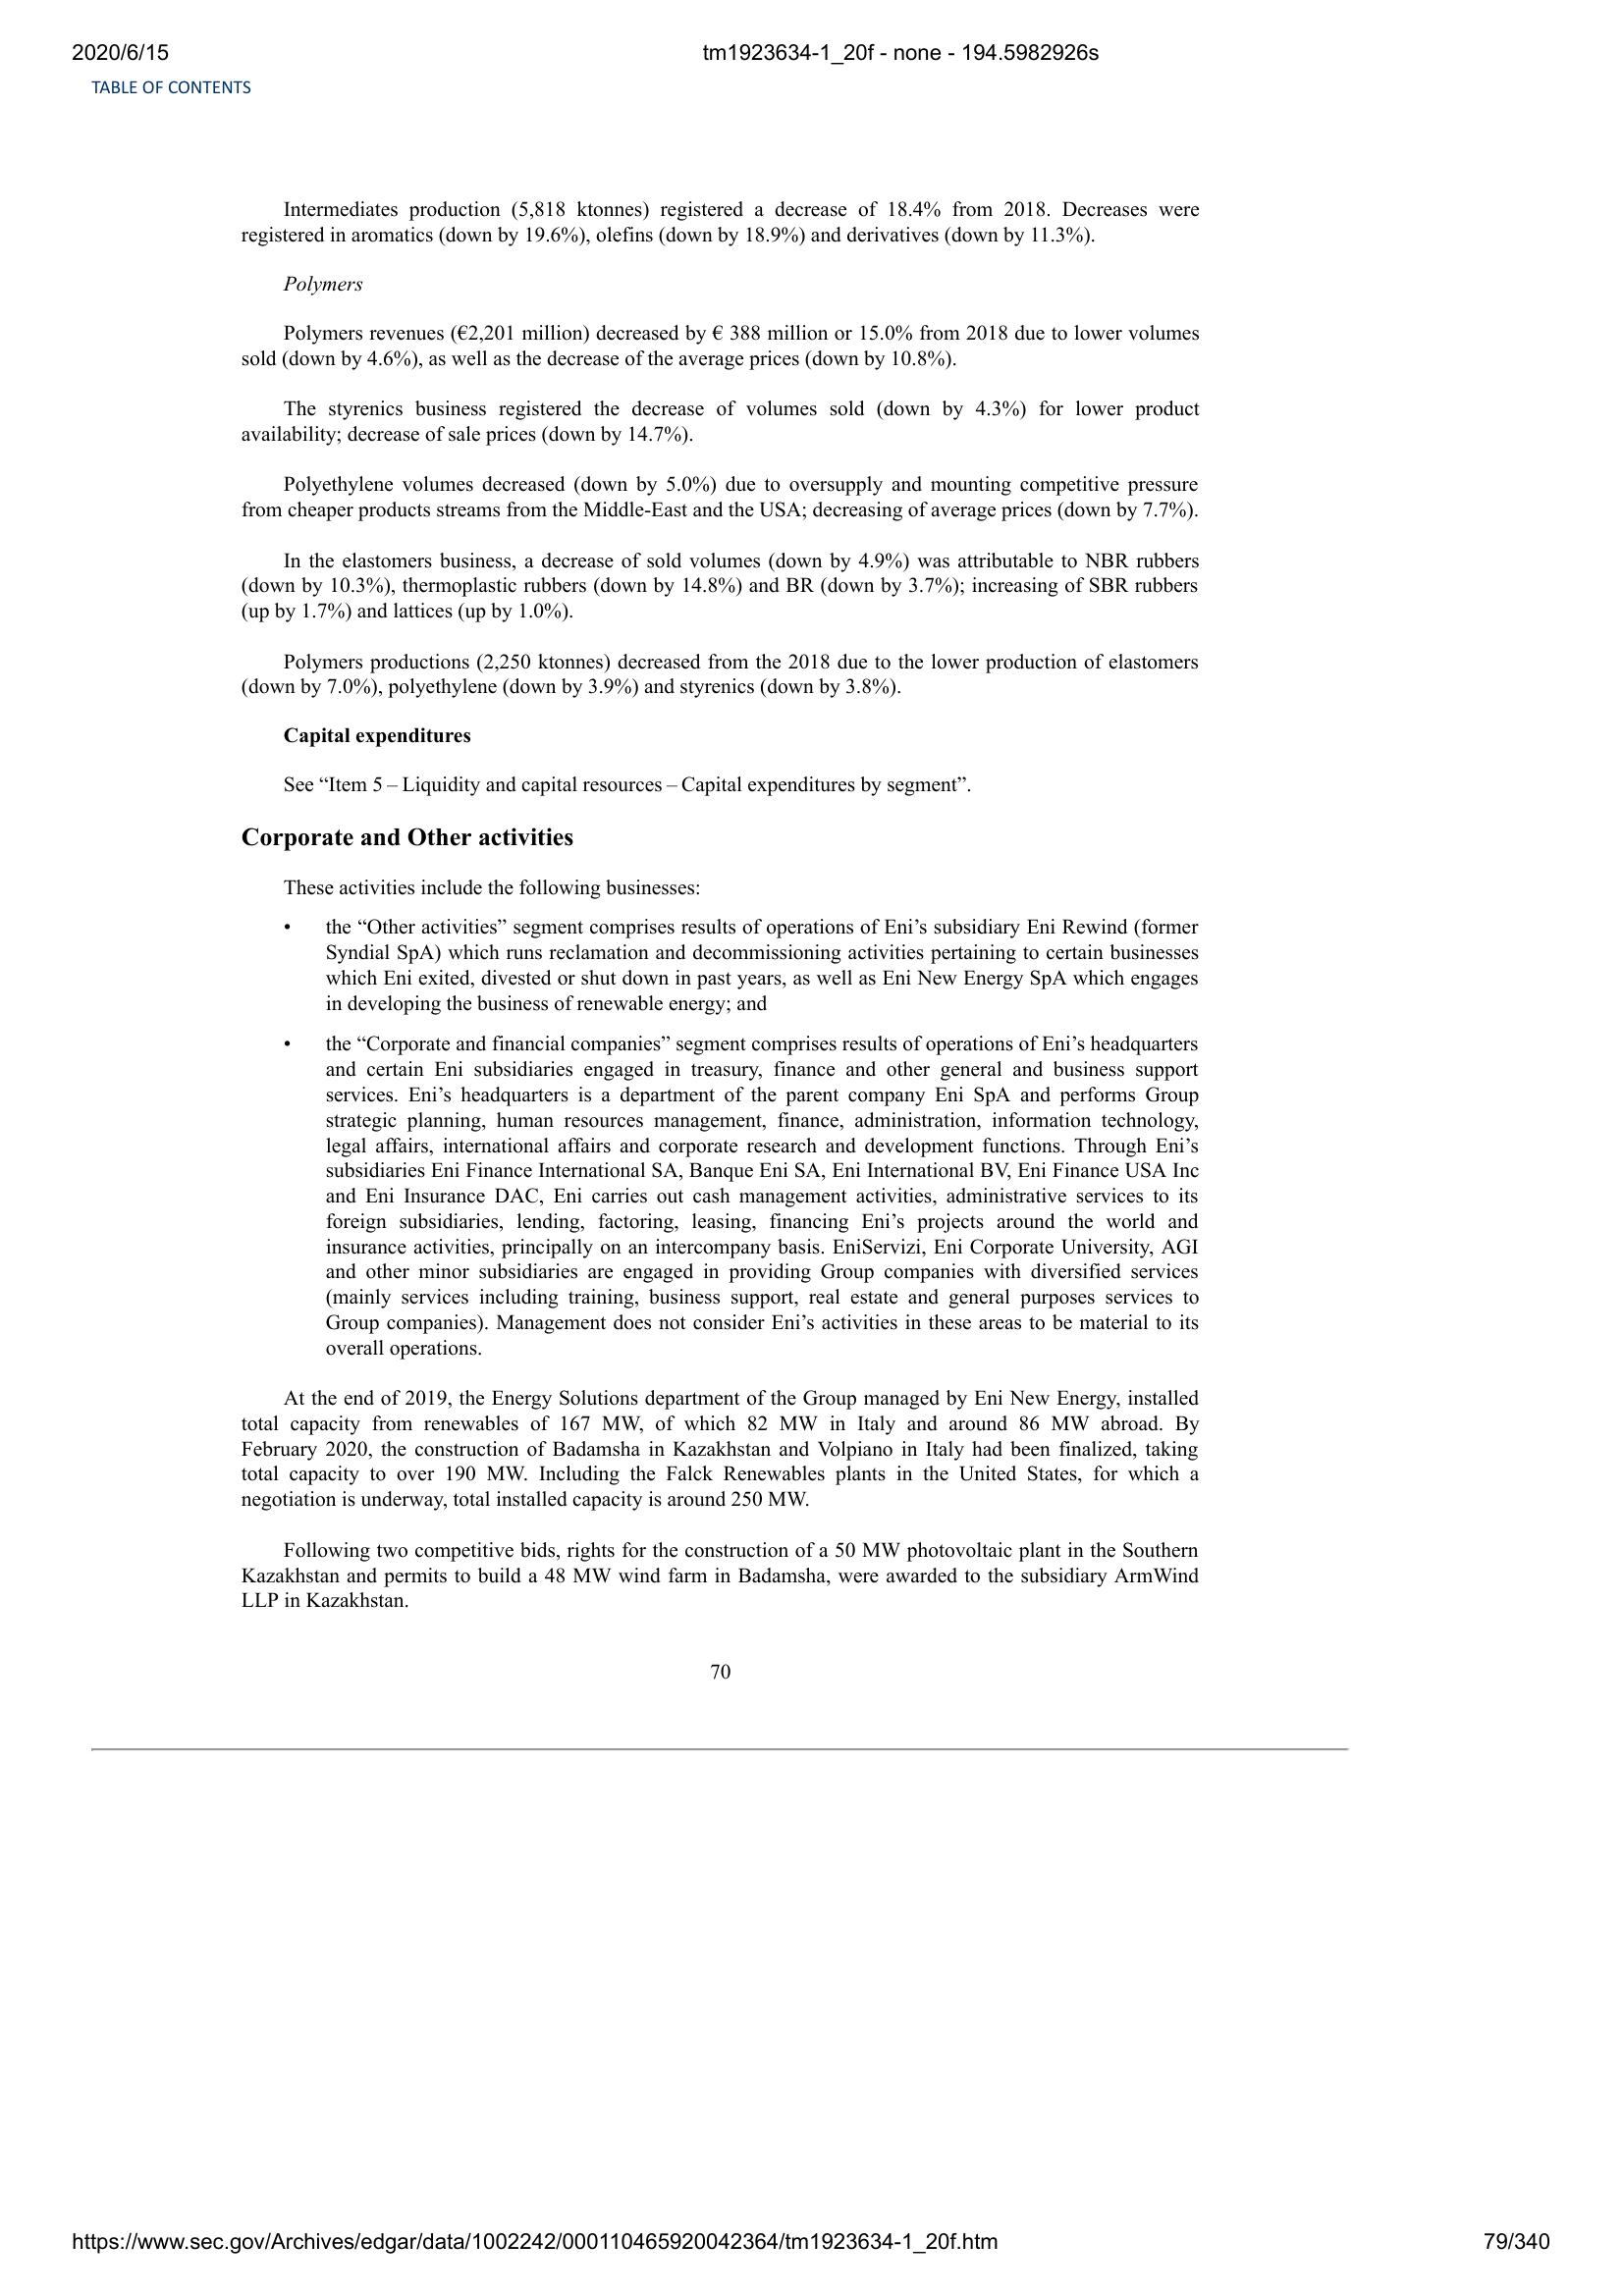 2020/6/15
tm1923634-1_20f - none - 194.5982926s
TABLE OF CONTENTS
Intermediates production (5,818 ktonnes) registered a decrease of 18.4% from 2018. Decreases were
registered in aromatics (down by 19.6%), olefins (down by 18.9%) and derivatives (down by 11.3%).
Polymers
Polymers revenues (€2,201 million) decreased by € 388 million or 15.0% from 2018 due to lower volumes
sold (down by 4.6%), as well as the decrease of the average prices (down by 10.8%).
The styrenics business registered the decrease of volumes sold (down by 4.3%) for lower product
availability; decrease of sale prices (down by 14.7%).
Polyethylene volumes decreased (down by 5.0%) due to oversupply and mounting competitive pressure
from cheaper products streams from the Middle-East and the USA; decreasing of average prices (down by 7.7%).
In the elastomers business, a decrease of sold volumes (down by 4.9%) was attributable to NBR rubbers
(down by 10.3%), thermoplastic rubbers (down by 14.8%) and BR (down by 3.7%); increasing of SBR rubbers
(up by 1.7%) and lattices (up by 1.0%).
Polymers productions (2,250 ktonnes) decreased from the 2018 due to the lower production of elastomers
(down by 7.0%), polyethylene (down by 3.9%) and styrenics (down by 3.8%).
Capital expenditures
See “Item 5 – Liquidity and capital resources – Capital expenditures by segment”.
Corporate and Other activities
These activities include the following businesses:
• the “Other activities” segment comprises results of operations of Eni’s subsidiary Eni Rewind (former
Syndial SpA) which runs reclamation and decommissioning activities pertaining to certain businesses
which Eni exited, divested or shut down in past years, as well as Eni New Energy SpA which engages
in developing the business of renewable energy; and
• the “Corporate and financial companies” segment comprises results of operations of Eni’s headquarters
and certain Eni subsidiaries engaged in treasury, finance and other general and business support
services. Eni’s headquarters is a department of the parent company Eni SpA and performs Group
strategic planning, human resources management, finance, administration, information technology,
legal affairs, international affairs and corporate research and development functions. Through Eni’s
subsidiaries Eni Finance International SA, Banque Eni SA, Eni International BV, Eni Finance USA Inc
and Eni Insurance DAC, Eni carries out cash management activities, administrative services to its
foreign subsidiaries, lending, factoring, leasing, financing Eni’s projects around the world and
insurance activities, principally on an intercompany basis. EniServizi, Eni Corporate University, AGI
and other minor subsidiaries are engaged in providing Group companies with diversified services
(mainly services including training, business support, real estate and general purposes services to
Group companies). Management does not consider Eni’s activities in these areas to be material to its
overall operations.
At the end of 2019, the Energy Solutions department of the Group managed by Eni New Energy, installed
total capacity from renewables of 167 MW, of which 82 MW in Italy and around 86 MW abroad. By
February 2020, the construction of Badamsha in Kazakhstan and Volpiano in Italy had been finalized, taking
total capacity to over 190 MW. Including the Falck Renewables plants in the United States, for which a
negotiation is underway, total installed capacity is around 250 MW.
Following two competitive bids, rights for the construction of a 50 MW photovoltaic plant in the Southern
Kazakhstan and permits to build a 48 MW wind farm in Badamsha, were awarded to the subsidiary ArmWind
LLP in Kazakhstan.
70
https://www.sec.gov/Archives/edgar/data/1002242/000110465920042364/tm1923634-1_20f.htm
79/340